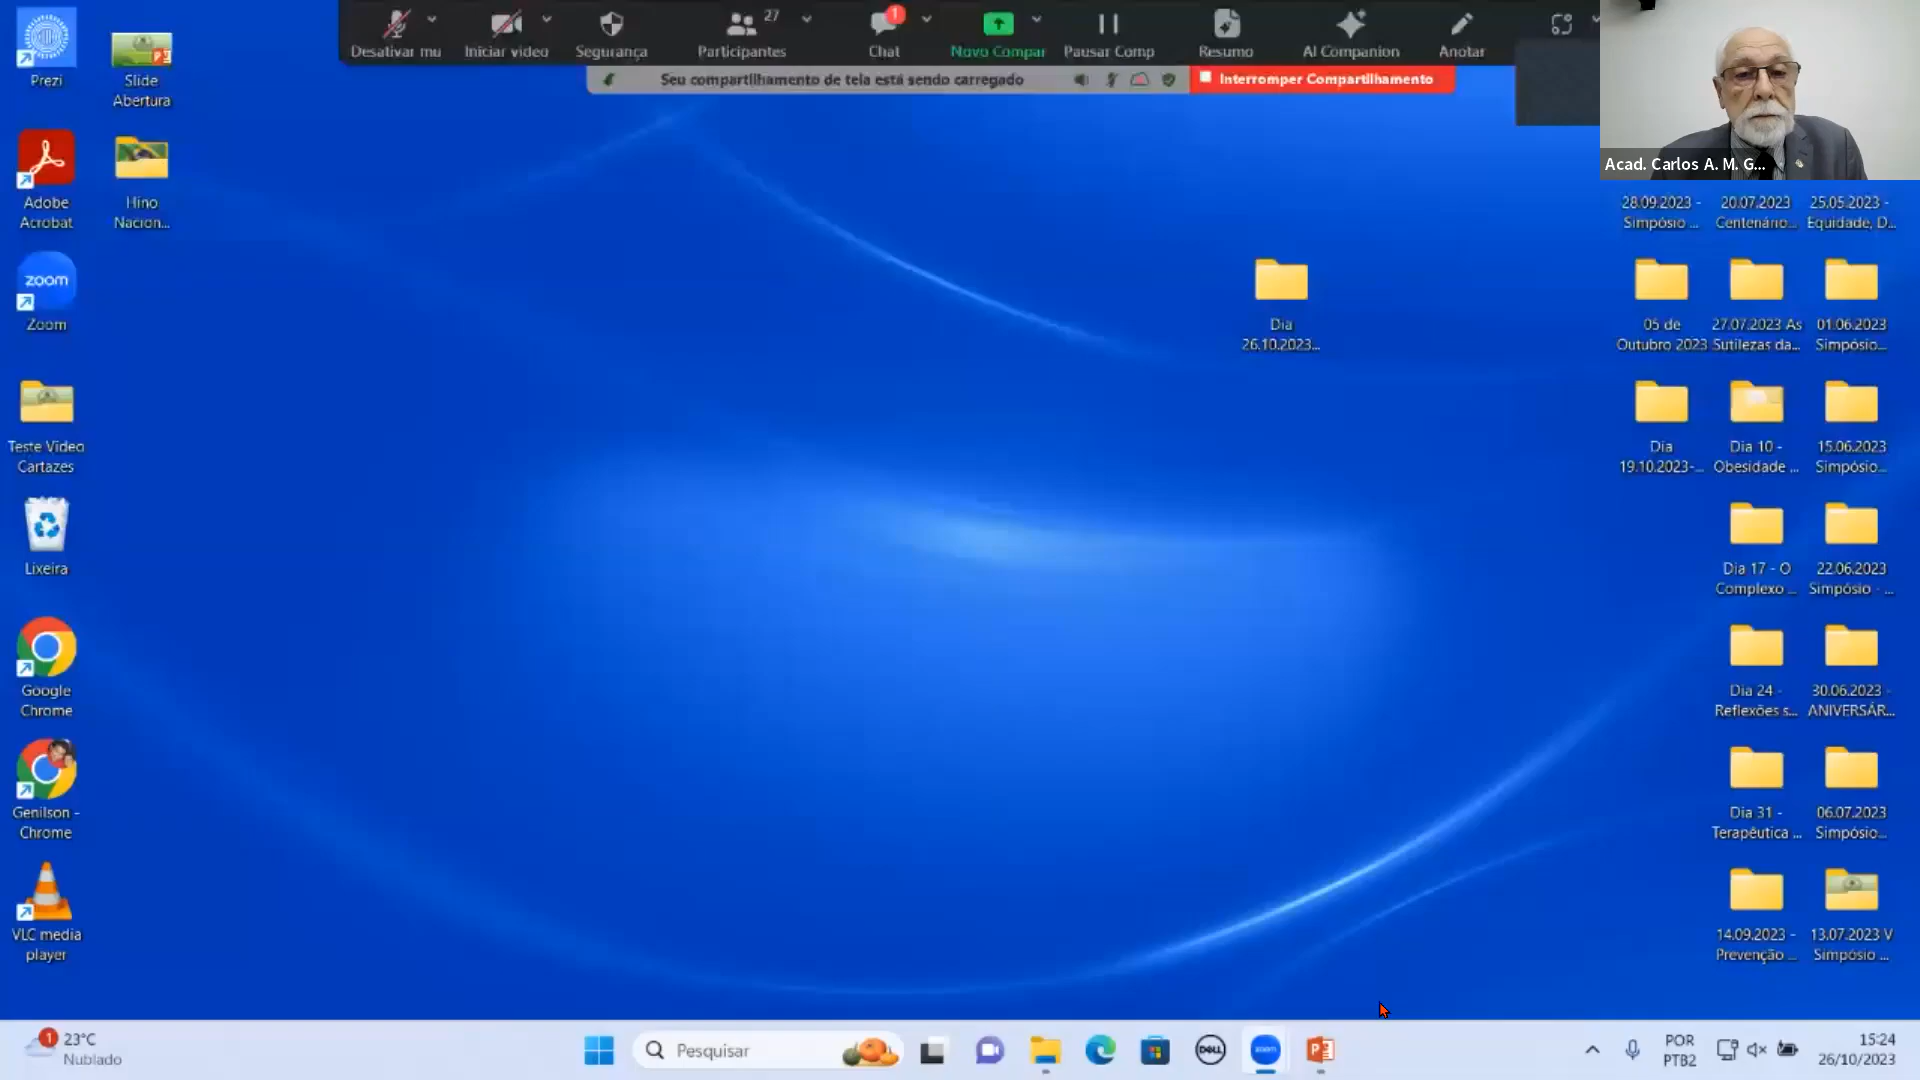 Desativar mu
Iniciar vídeo
Segurança
27
Participantes
1
Chat
Novo Compar
Pausar Comp
Resumo
AI Companion
Anotar
Seu compartilhamento de tela está sendo carregado
Interromper Compartilhamento
Acad. Carlos A. M. G...
Prezi
Slide
Abertura
Adobe
Acrobat
Hino
Nacion...
zoom
Zoom
Teste Vídeo
Cartazes
Lixeira
Google
Chrome
Genilson -
Chrome
VLC media
player
Dia
26.10.2023...
28.09.2023 -
Simpósio ...
20.07.2023
Centenário...
25.05.2023 -
Equidade, D...
05 de
Outubro 2023
27.07.2023 As
Sutilezas da...
01.06.2023
Simpósio...
Dia
19.10.2023-...
Dia 10 -
Obesidade ...
15.06.2023
Simpósio...
Dia 17 - O
Complexo ...
22.06.2023
Simpósio - ...
Dia 24 -
Reflexões s...
30.06.2023 -
ANIVERSÁR...
Dia 31 -
Terapêutica ...
06.07.2023
Simpósio...
14.09.2023 -
Prevenção ...
13.07.2023 V
Simpósio ...
1
23°C
Nublado
Pesquisar
DELL
zoom
POR
PTB2
15:24
26/10/2023